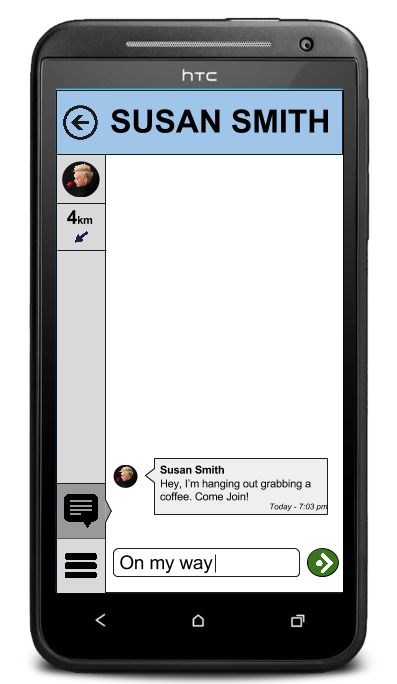 hTC
SUSAN SMITH
4km
Susan Smith
Hey, I'm hanging out grabbing a
coffee. Come Join!
Today - 7:03 pm
On my way